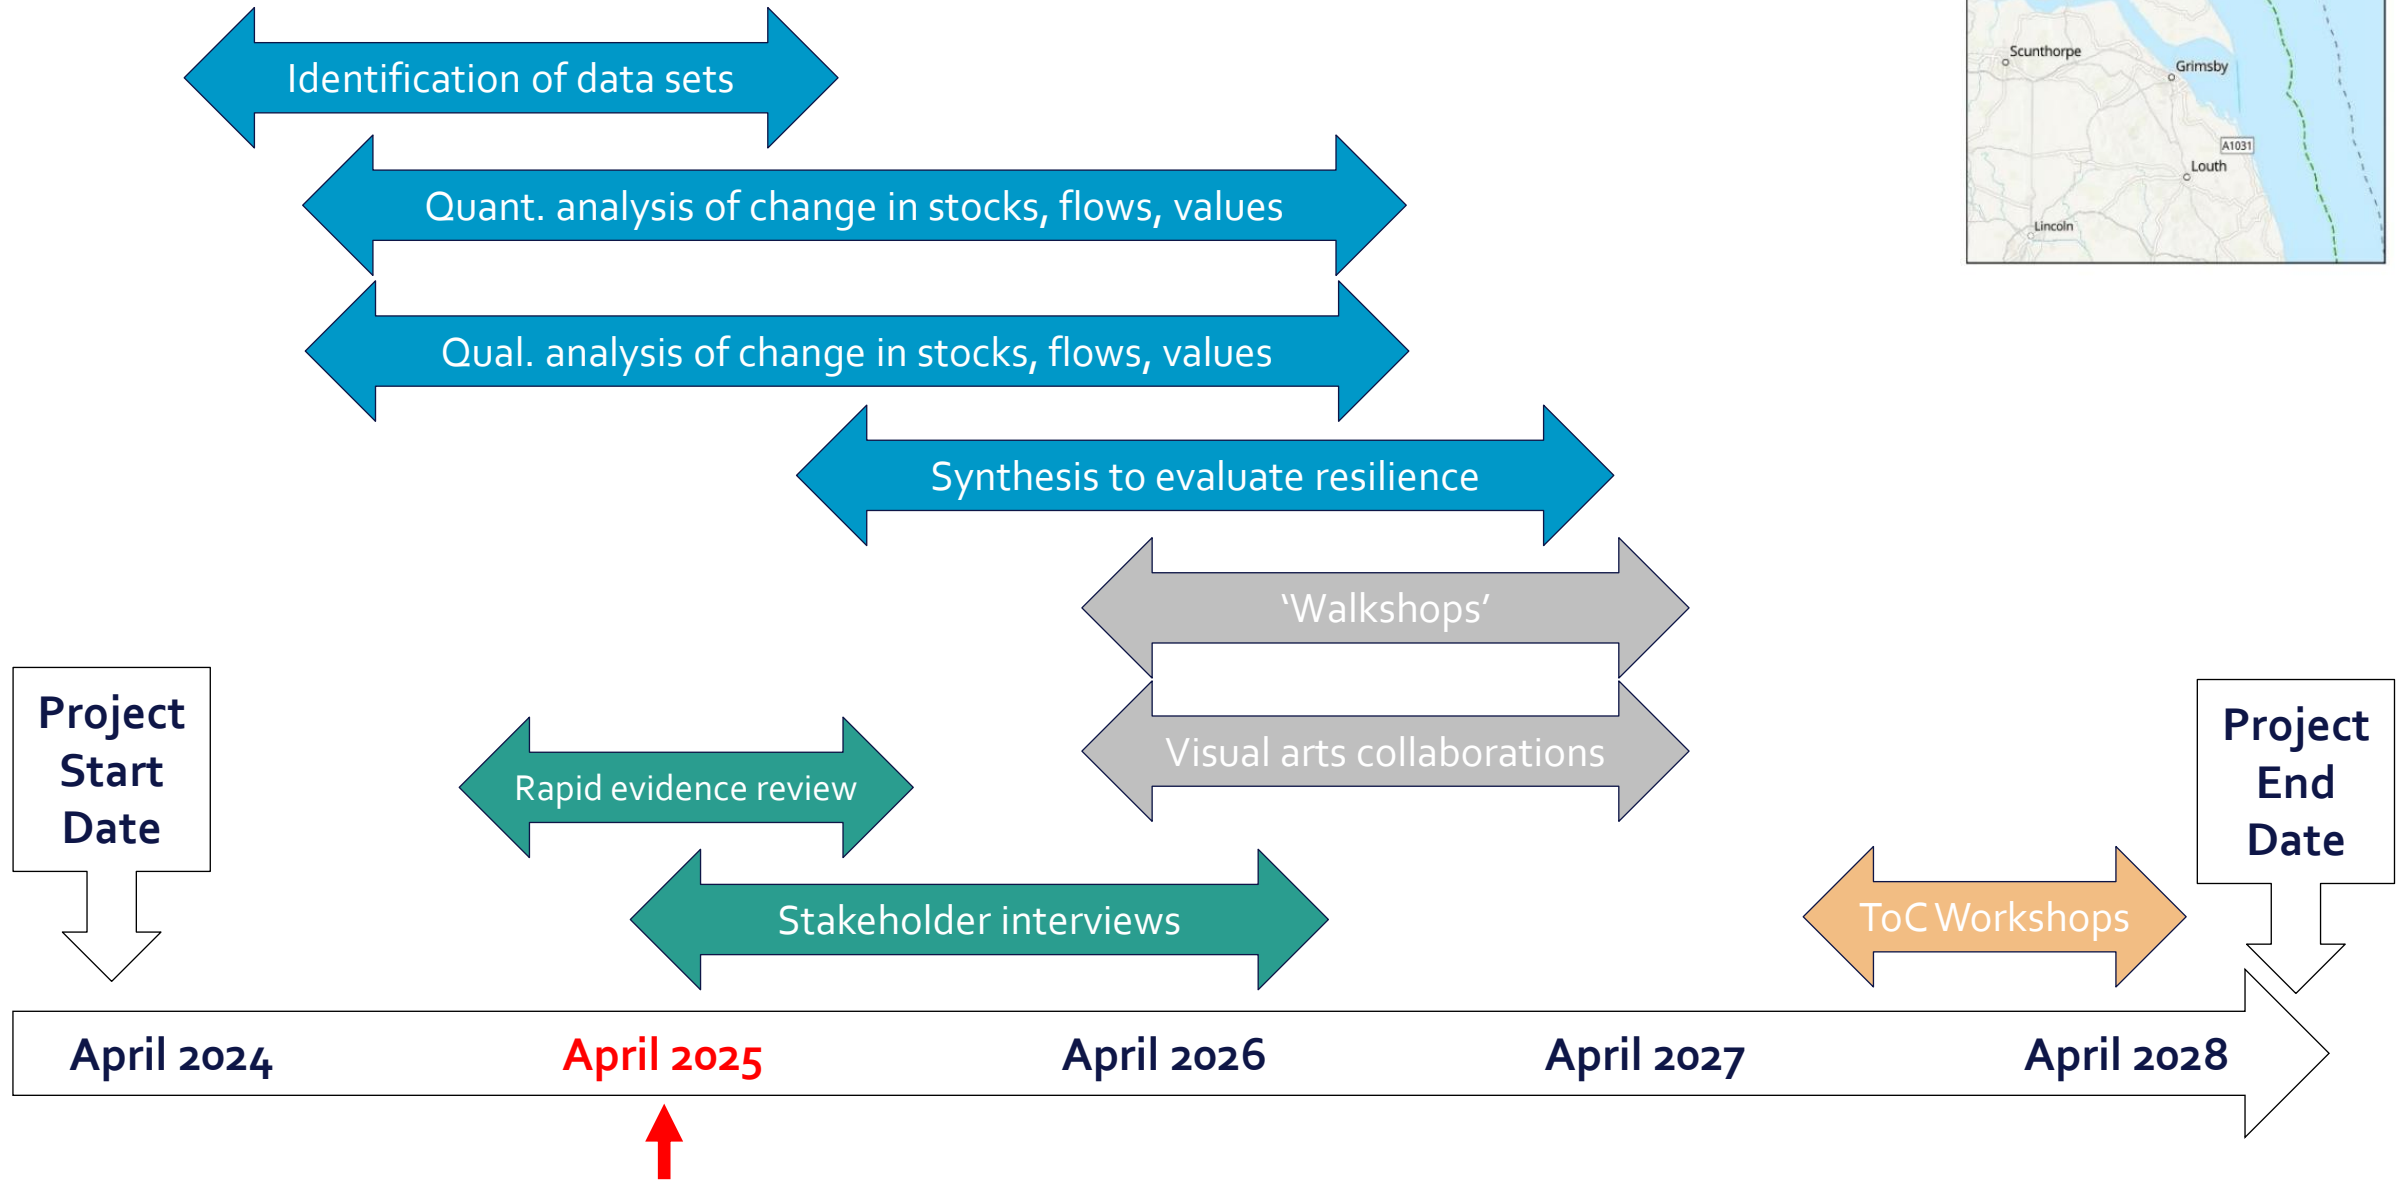 Identification of data sets
Scunthorpe
Grimsby
A1031
Louth
Lincoln
Quant. analysis of change in stocks, flows, values
Qual. analysis of change in stocks, flows, values
Synthesis to evaluate resilience
‘Walkshops’
Project
Start
Date
Rapid evidence review
Visual arts collaborations
Project
End
Date
Stakeholder interviews
ToC Workshops
April 2024
April 2025
April 2026
April 2027
April 2028